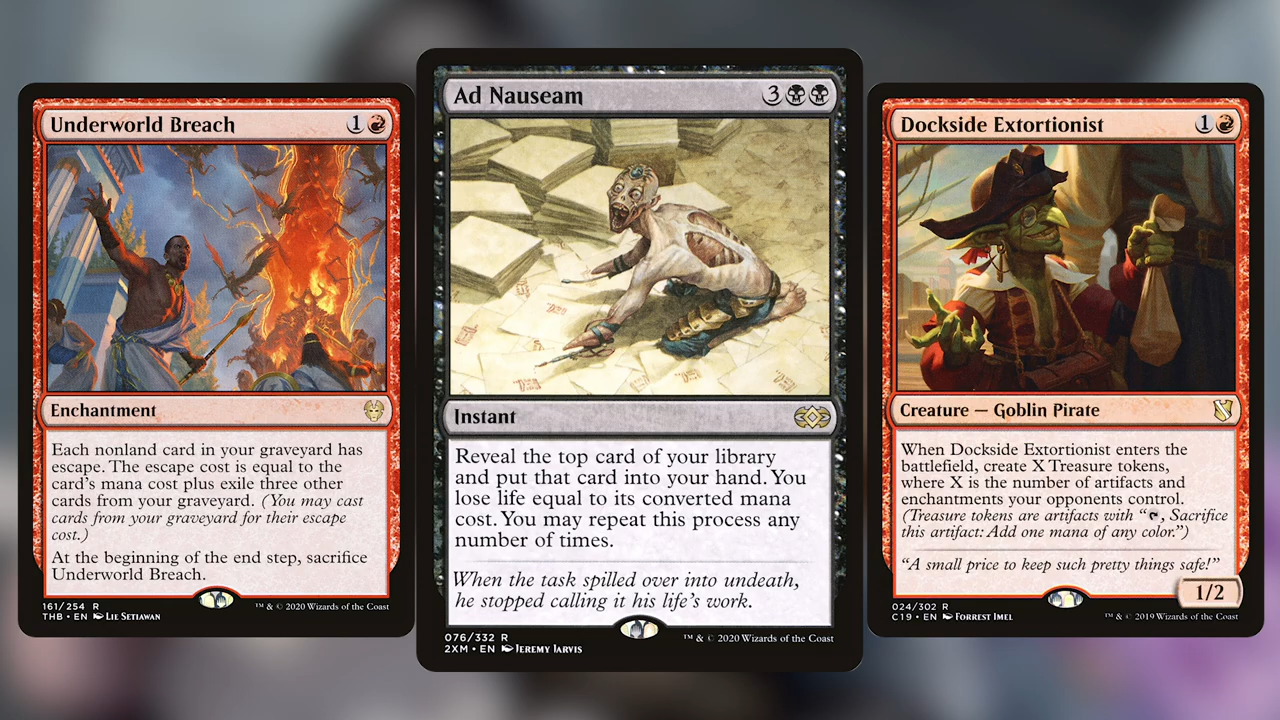 Underworld Breach 1
Enchantment
Each nonland card in your graveyard has
escape. The escape cost is equal to the
card's mana cost plus exile three other
cards from your graveyard. (You may cast
cards from your graveyard for their escape
cost.)
At the beginning of the end step, sacrifice
Underworld Breach.
161/254 R
THB • EN Lie Setiawan
™ & © 2020 Wizards of the Coast
Ad Nauseam 3
Instant
Reveal the top card of your library
and put that card into your hand. You
lose life equal to its converted mana
cost. You may repeat this process any
number of times.
When the task spilled over into undeath,
he stopped calling it his life's work.
076/332 R
2XM • EN Jeremy Jarvis
™ & © 2020 Wizards of the Coast
Dockside Extortionist 1
Creature — Goblin Pirate
When Dockside Extortionist enters the
battlefield, create X Treasure tokens,
where X is the number of artifacts and
enchantments your opponents control.
(Treasure tokens are artifacts with “, Sacrifice
this artifact: Add one mana of any color.”)
“A small price to keep such pretty things safe!”
1/2
024/302 R
C19 • EN Forrest Imel
™ & © 2019 Wizards of the Coast